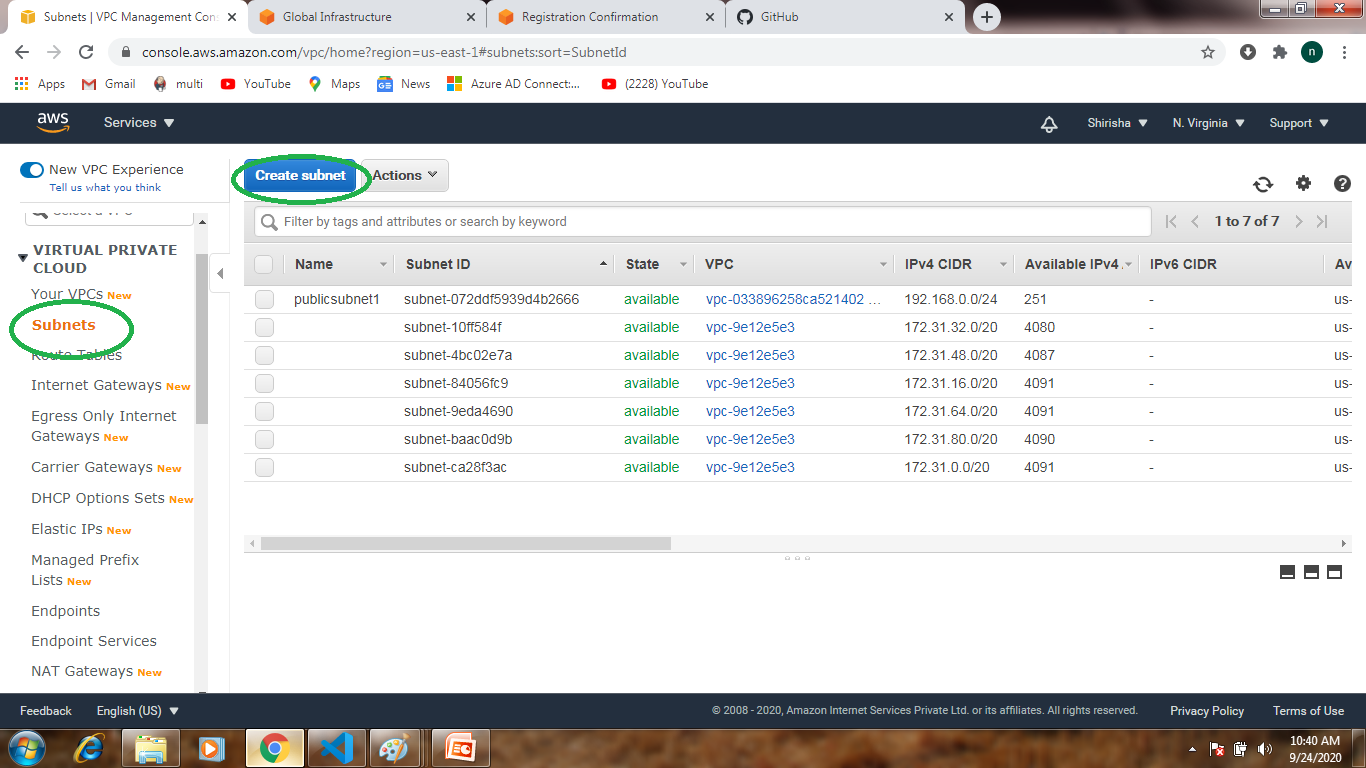 Subnets | VPC Management Con
Global Infrastructure
Registration Confirmation
GitHub
console.aws.amazon.com/vpc/home?region=us-east-1#subnets:sort=SubnetId
n
Apps
Gmail
multi
YouTube
Maps
News
Azure AD Connect:...
(2228) YouTube
aws
Services
Shirisha
N. Virginia
Support
New VPC Experience
Tell us what you think
Select a VPC
VIRTUAL PRIVATE
CLOUD
Your VPCs New
Subnets
Route Tables
Internet Gateways New
Egress Only Internet
Gateways New
Carrier Gateways New
DHCP Options Sets New
Elastic IPs New
Managed Prefix
Lists New
Endpoints
Endpoint Services
NAT Gateways New
Create subnet
Actions
Filter by tags and attributes or search by keyword
1 to 7 of 7
Name Subnet ID State VPC IPv4 CIDR Available IPv4 IPv6 CIDR Av
publicsubnet1 subnet-072ddf5939d4b2666 available vpc-033896258ca521402 ... 192.168.0.0/24 251 - us-
subnet-10ff584f available vpc-9e12e5e3 172.31.32.0/20 4080 - us-
subnet-4bc02e7a available vpc-9e12e5e3 172.31.48.0/20 4087 - us-
subnet-84056fc9 available vpc-9e12e5e3 172.31.16.0/20 4091 - us-
subnet-9eda4690 available vpc-9e12e5e3 172.31.64.0/20 4091 - us-
subnet-baac0d9b available vpc-9e12e5e3 172.31.80.0/20 4090 - us-
subnet-ca28f3ac available vpc-9e12e5e3 172.31.0.0/20 4091 - us-
Feedback
English (US)
© 2008 - 2020, Amazon Internet Services Private Ltd. or its affiliates. All rights reserved.
Privacy Policy
Terms of Use
10:40 AM
9/24/2020